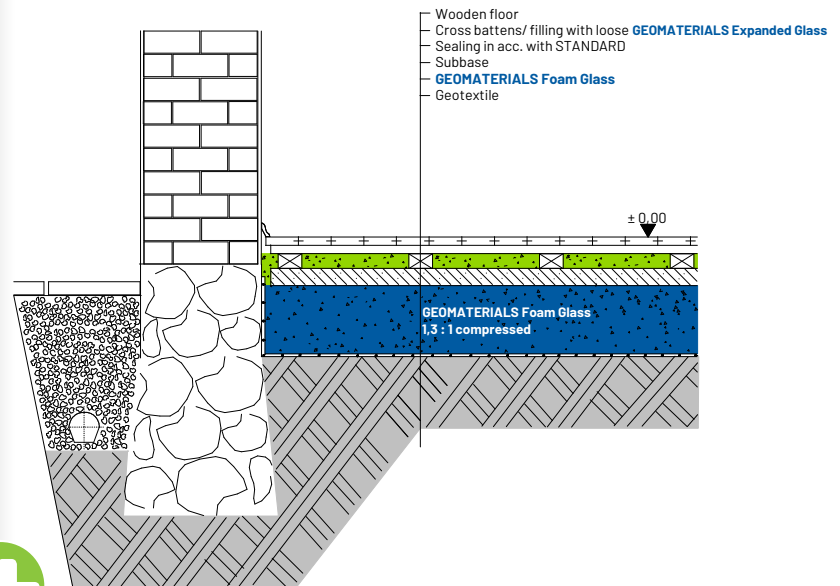 Wooden floor
Cross battens/ filling with loose GEOMATERIALS Expanded Glass
Sealing in acc. with STANDARD
Subbase
GEOMATERIALS Foam Glass
Geotextile
± 0,00
GEOMATERIALS Foam Glass
1,3 : 1 compressed